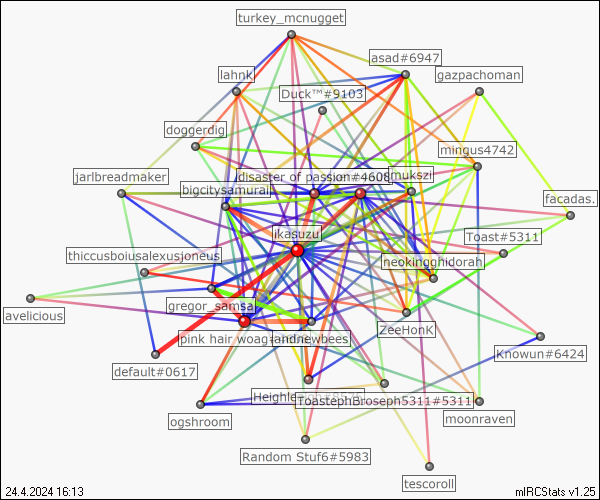 turkey_mcnugget
asad#6947
lahnk
gazpachoman
Duck™#9103
doggerdig
mingus4742
disaster of passion#4608
mukszi
jarlbreadmaker
bigcitysamurai
facadas.
ikasuzu
Toast#5311
thiccusboiusalexusjoneus
neokingghidorah
gregor_samsa
avelicious
ZeeHonK
pink hair woag
andrewbees
Knowun#6424
default#0617
ToastephBroseph5311#5311
moonraven
ogshroom
Random Stuf6#5983
tescoroll
24.4.2024 16:13
mIRCStats v1.25